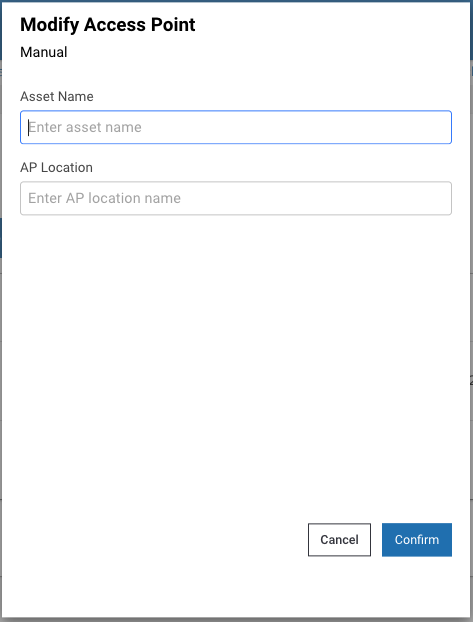 Modify Access Point
Manual
Asset Name
Enter asset name
AP Location
Enter AP location name
Cancel
Confirm